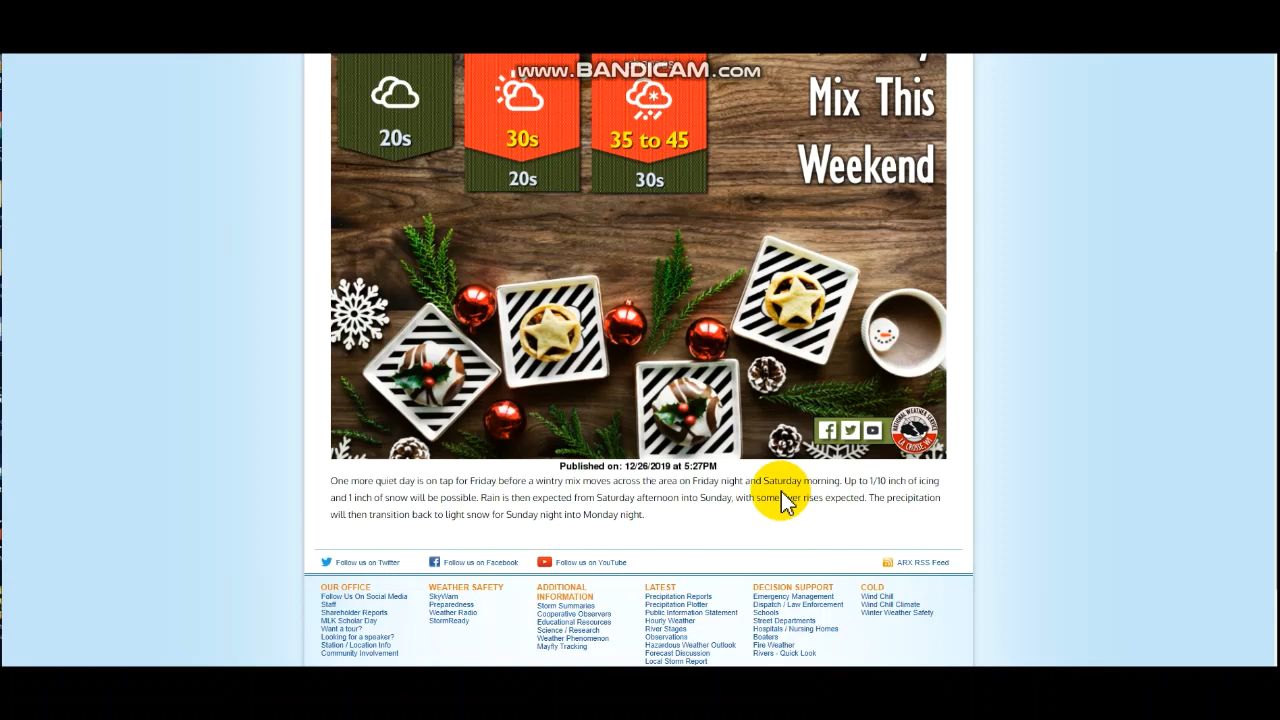 www.BANDICAM.com
Mix This
Weekend
20s
30s
35 to 45
20s
30s
NATIONAL WEATHER SERVICE
LA CROSSE, WI
Published on: 12/26/2019 at 5:27PM
One more quiet day is on tap for Friday before a wintry mix moves across the area on Friday night and Saturday morning. Up to 1/10 inch of icing
and 1 inch of snow will be possible. Rain is then expected from Saturday afternoon into Sunday, with some rises expected. The precipitation
will then transition back to light snow for Sunday night into Monday night.
Follow us on Twitter
Follow us on Facebook
Follow us on YouTube
ARX RSS Feed
OUR OFFICE
Follow Us On Social Media
Staff
Shareholder Reports
MLK Scholar Day
Want a tour?
Looking for a speaker?
Station / Location Info
Community Involvement
WEATHER SAFETY
SkyWarn
Preparedness
Weather Radio
StormReady
ADDITIONAL
INFORMATION
Storm Summaries
Cooperative Observers
Educational Resources
Science / Research
Weather Phenomenon
Mayfly Tracking
LATEST
Precipitation Reports
Precipitation Plotter
Public Information Statement
Hourly Weather
River Stages
Observations
Hazardous Weather Outlook
Forecast Discussion
Local Storm Report
DECISION SUPPORT
Emergency Management
Dispatch / Law Enforcement
Schools
Street Departments
Hospitals / Nursing Homes
Boaters
Fire Weather
Rivers - Quick Look
COLD
Wind Chill
Wind Chill Climate
Winter Weather Safety